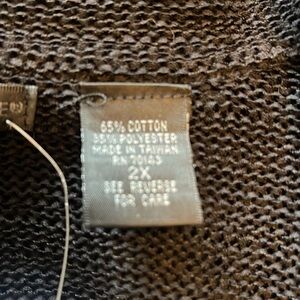 E®
65% COTTON
35% POLYESTER
MADE IN TAIWAN
RN 70143
2X
SEE REVERSE
FOR CARE